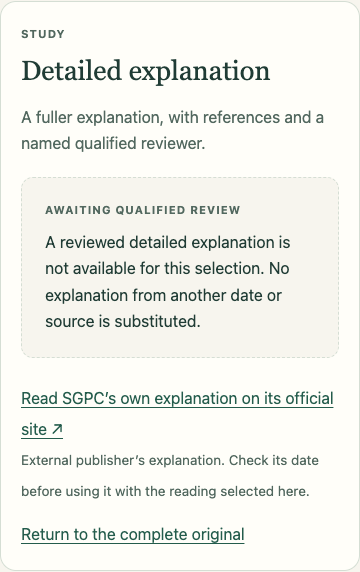 STUDY
Detailed explanation
A fuller explanation, with references and a
named qualified reviewer.
AWAITING QUALIFIED REVIEW
A reviewed detailed explanation is
not available for this selection. No
explanation from another date or
source is substituted.
Read SGPC’s own explanation on its official
site ↗
External publisher’s explanation. Check its date
before using it with the reading selected here.
Return to the complete original